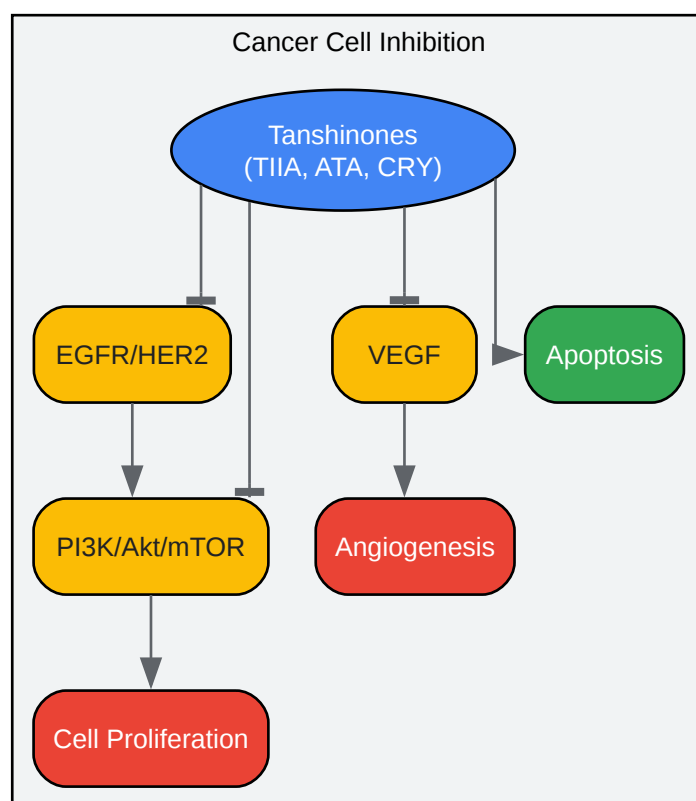 Cancer Cell Inhibition
Tanshinones
(TIIA, ATA, CRY)
EGFR/HER2
VEGF
Apoptosis
PI3K/Akt/mTOR
Angiogenesis
Cell Proliferation